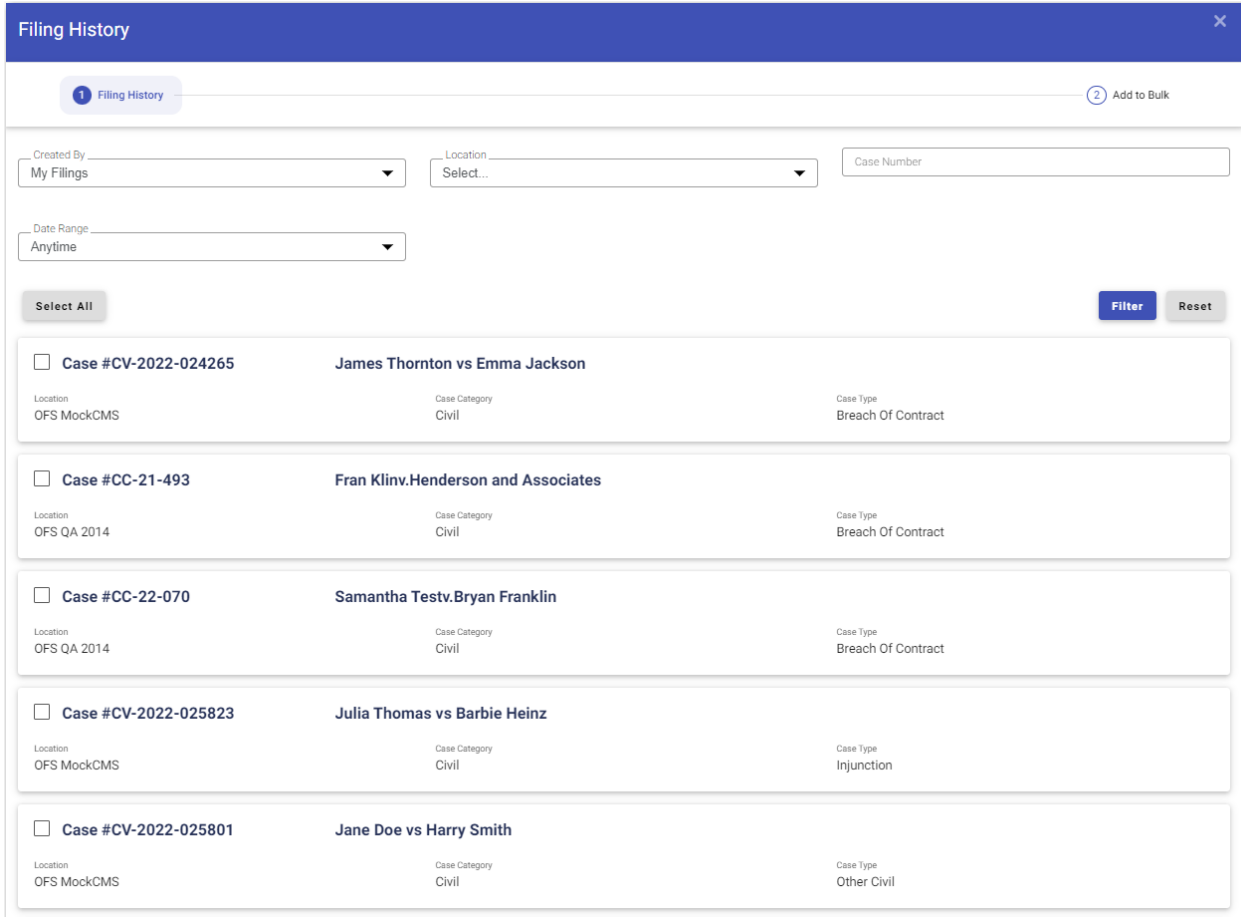 Filing History
×
1 Filing History
2 Add to Bulk
Created By
My Filings
Location
Select...
Case Number
Date Range
Anytime
Select All
Filter
Reset
Case #CV-2022-024265 James Thornton vs Emma Jackson
Location Case Category Case Type
OFS MockCMS Civil Breach Of Contract
Case #CC-21-493 Fran Klinv.Henderson and Associates
Location Case Category Case Type
OFS QA 2014 Civil Breach Of Contract
Case #CC-22-070 Samantha Testv.Bryan Franklin
Location Case Category Case Type
OFS QA 2014 Civil Breach Of Contract
Case #CV-2022-025823 Julia Thomas vs Barbie Heinz
Location Case Category Case Type
OFS MockCMS Civil Injunction
Case #CV-2022-025801 Jane Doe vs Harry Smith
Location Case Category Case Type
OFS MockCMS Civil Other Civil